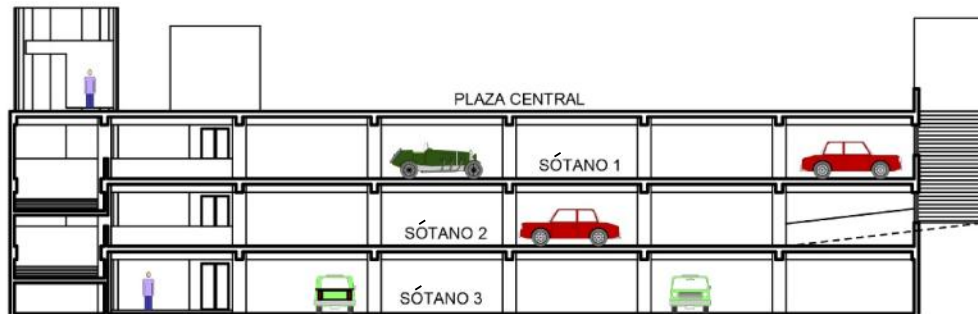 PLAZA CENTRAL
SÓTANO 1
SÓTANO 2
SÓTANO 3